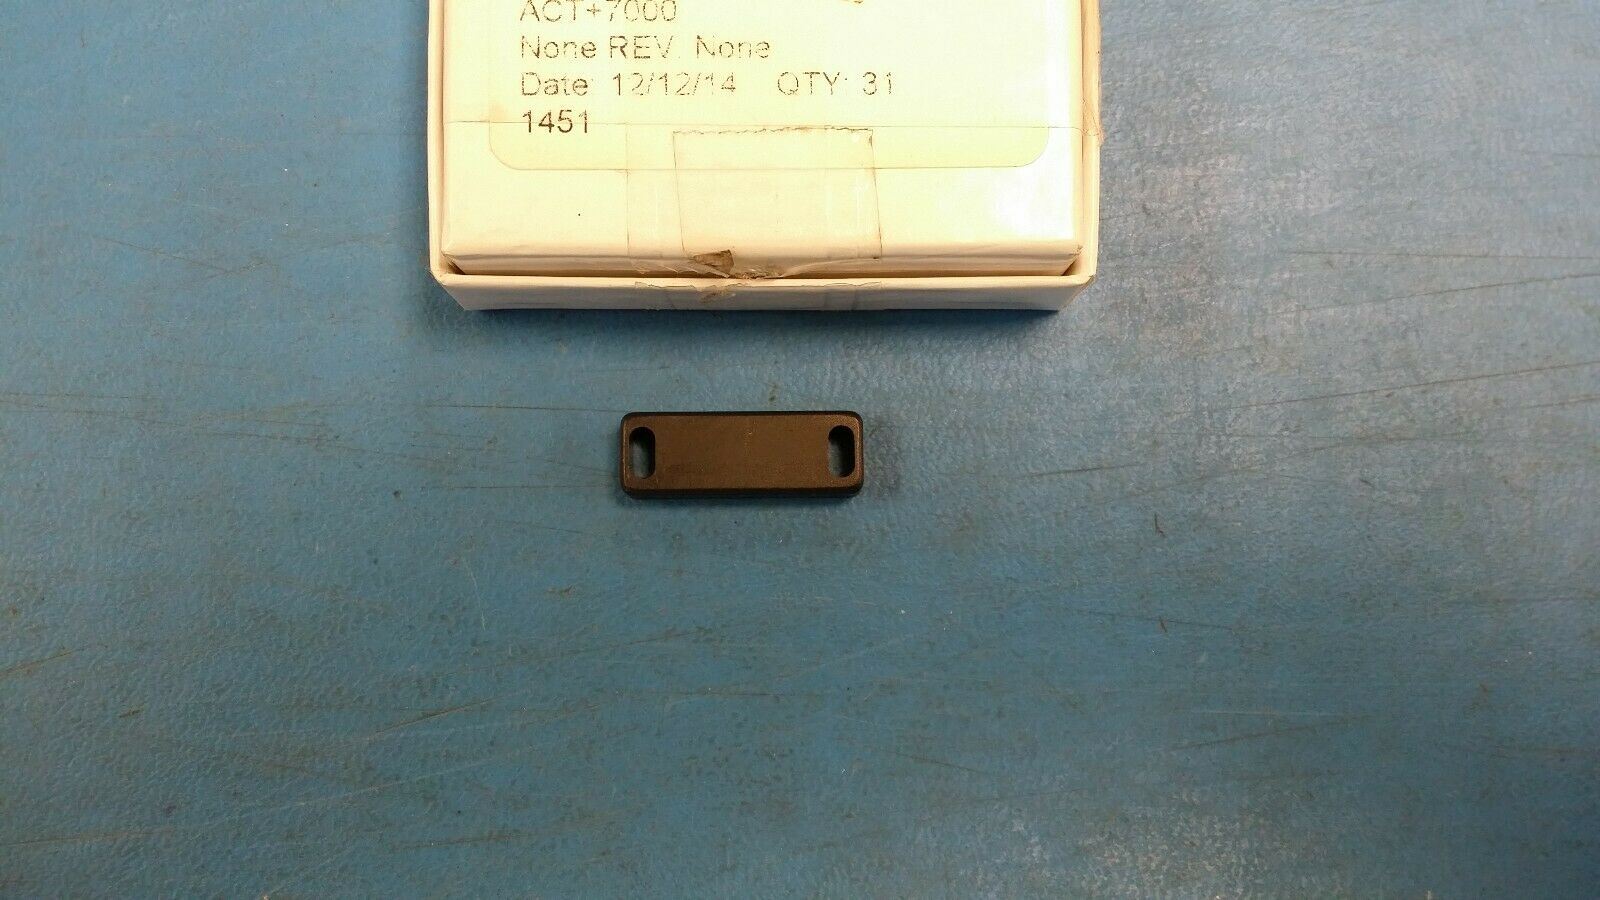 ACT+7000
None REV. None
Date: 12/12/14 QTY: 31
1451